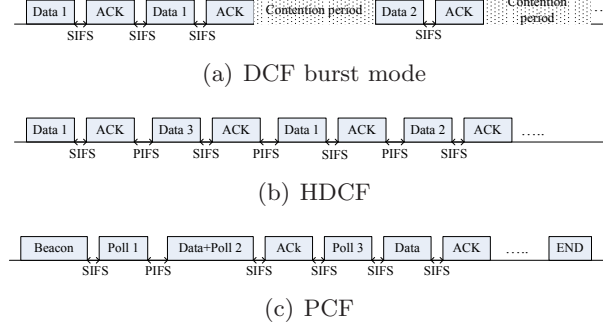 Data 1 ACK Data 1 ACK Contention period Data 2 ACK Contention period ...
SIFS SIFS SIFS SIFS
(a) DCF burst mode
Data 1 ACK Data 3 ACK Data 1 ACK Data 2 ACK .....
SIFS PIFS SIFS PIFS SIFS PIFS SIFS
(b) HDCF
Beacon Poll 1 Data+Poll 2 ACk Poll 3 Data ACK ..... END
SIFS PIFS SIFS SIFS SIFS SIFS
(c) PCF